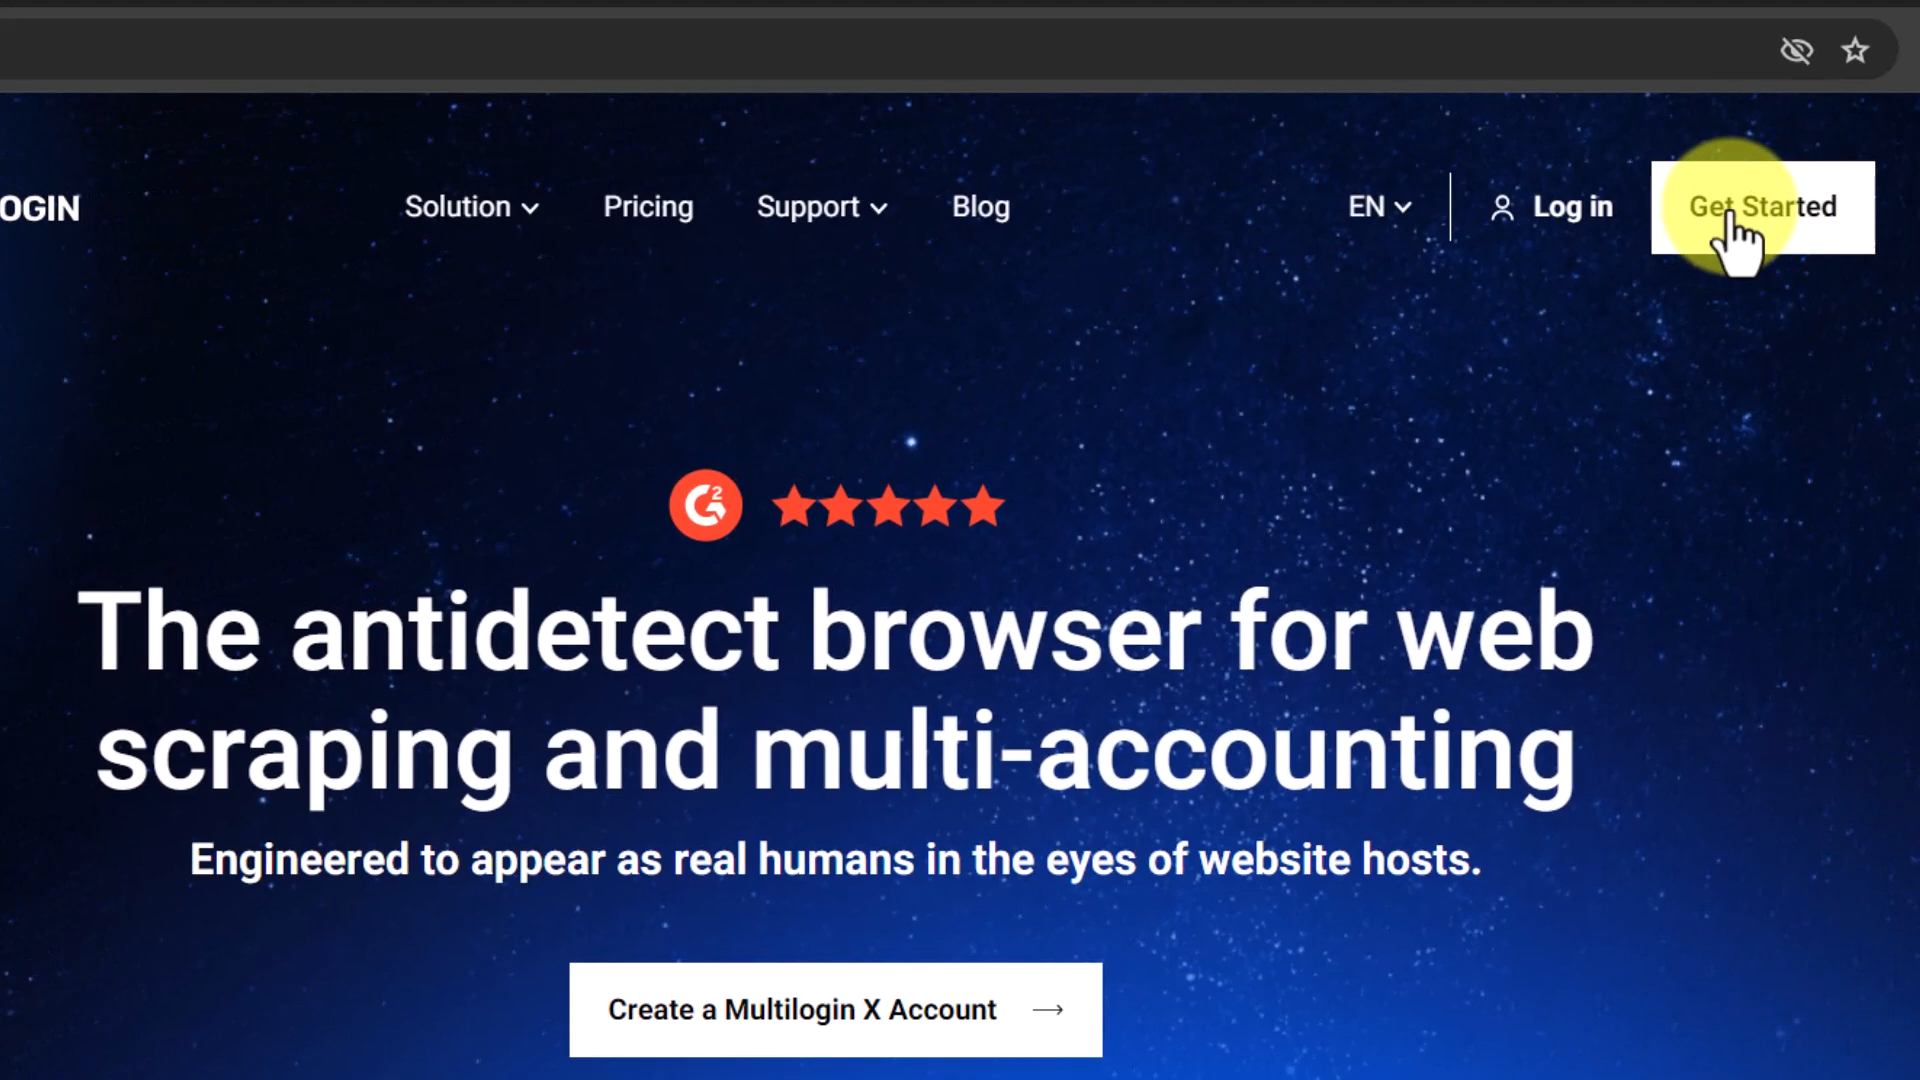 OGIN
Solution
Pricing
Support
Blog
EN
Log in
Get Started
G2
The antidetect browser for web
scraping and multi-accounting
Engineered to appear as real humans in the eyes of website hosts.
Create a Multilogin X Account